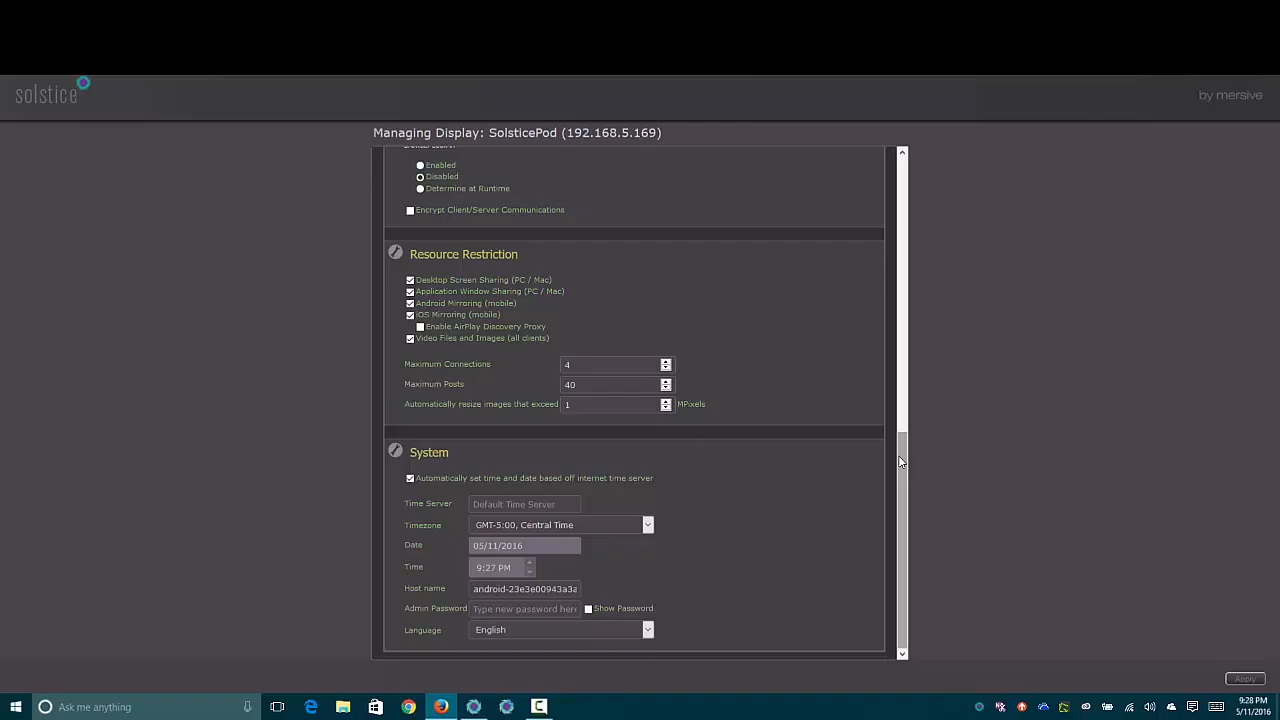 solstice
by mersive
Managing Display: SolsticePod (192.168.5.169)
Enabled
Disabled
Determine at Runtime
Encrypt Client/Server Communications
Resource Restriction
Desktop Screen Sharing (PC / Mac)
Application Window Sharing (PC / Mac)
Android Mirroring (mobile)
iOS Mirroring (mobile)
Enable AirPlay Discovery Proxy
Video Files and Images (all clients)
Maximum Connections 4
Maximum Posts 40
Automatically resize images that exceed 1 MPixels
System
Automatically set time and date based off internet time server
Time Server Default Time Server
Timezone GMT-5:00, Central Time
Date 05/11/2016
Time 9:27 PM
Host name android-23e3e00943a3a
Admin Password Type new password here Show Password
Language English
Apply
Ask me anything
9:28 PM
5/11/2016